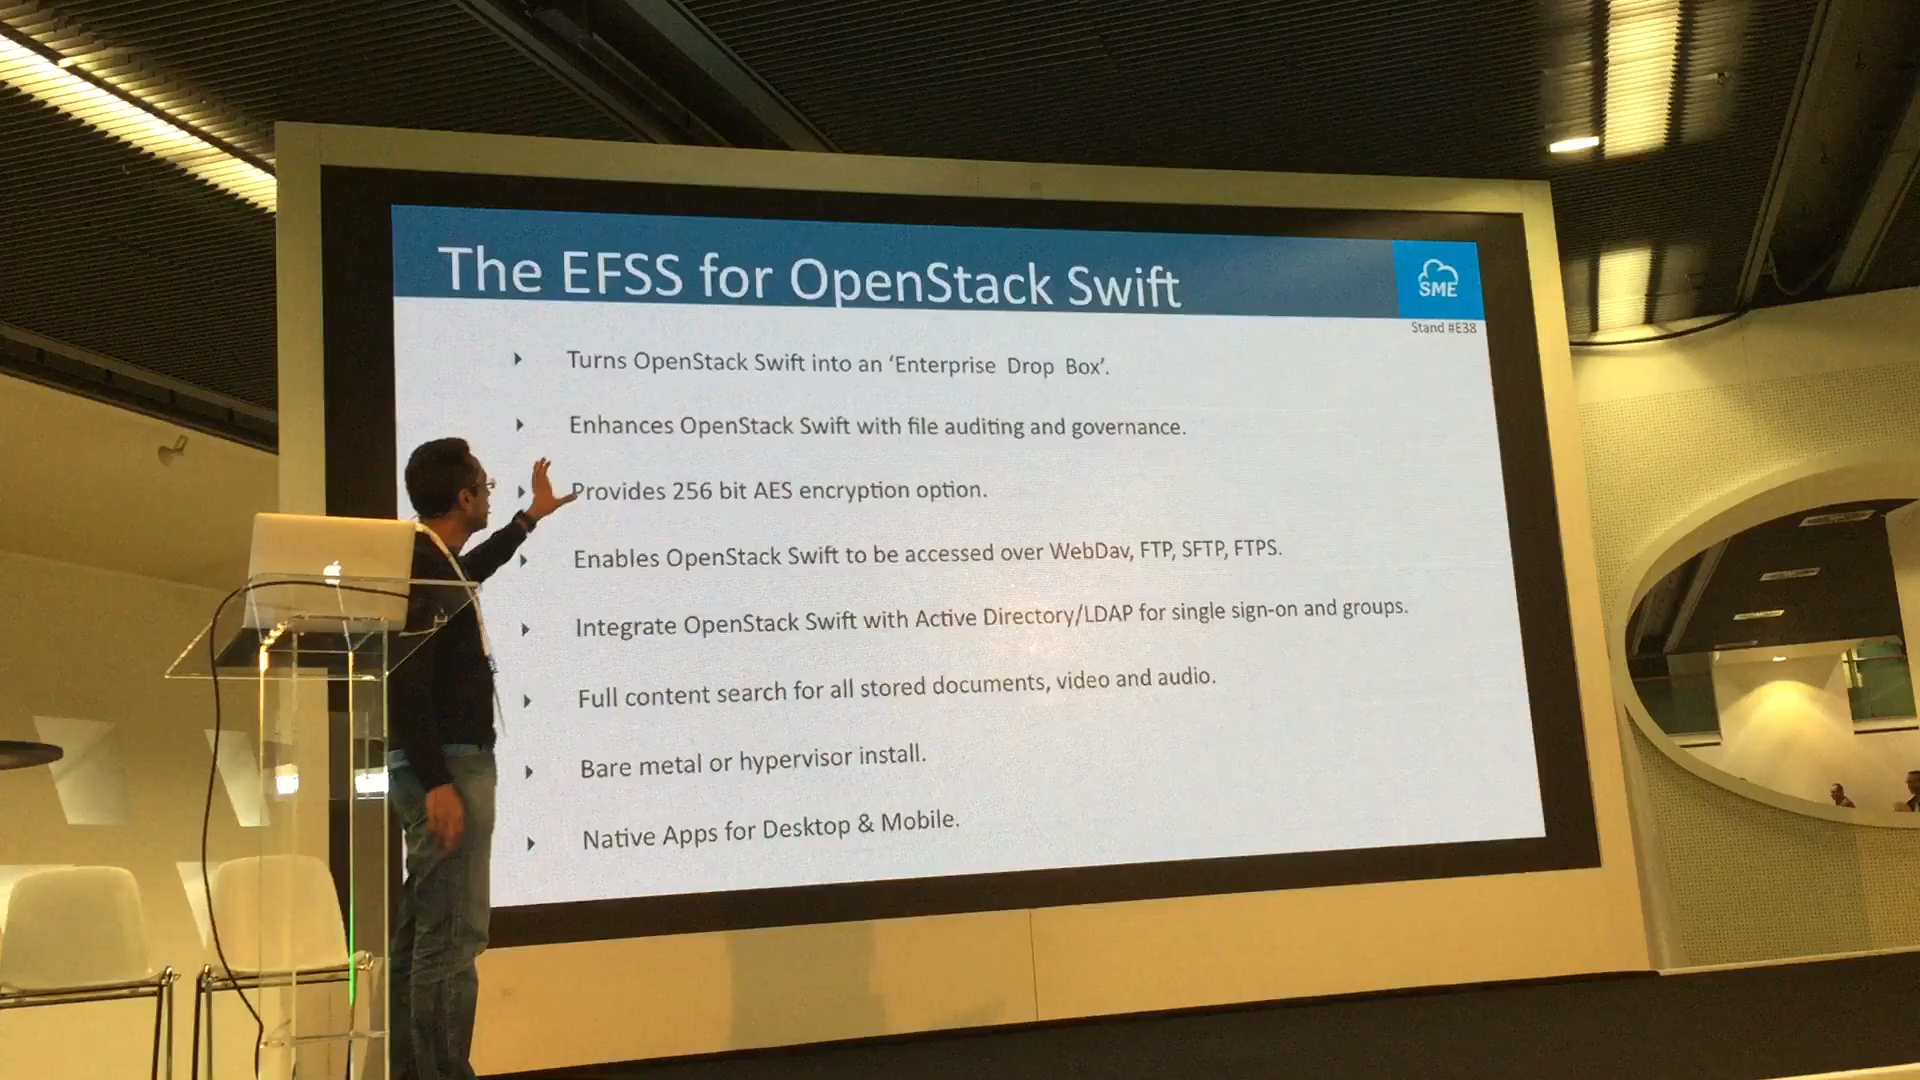 The EFSS for OpenStack Swift
SME
Stand #E38
Turns OpenStack Swift into an ‘Enterprise Drop Box’.
Enhances OpenStack Swift with file auditing and governance.
Provides 256 bit AES encryption option.
Enables OpenStack Swift to be accessed over WebDav, FTP, SFTP, FTPS.
Integrate OpenStack Swift with Active Directory/LDAP for single sign-on and groups.
Full content search for all stored documents, video and audio.
Bare metal or hypervisor install.
Native Apps for Desktop & Mobile.